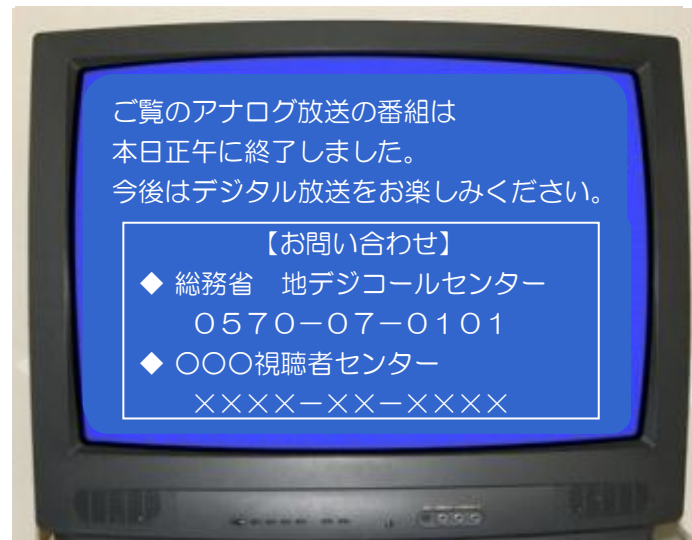 ご覧のアナログ放送の番組は
本日正午に終了しました。
今後はデジタル放送をお楽しみください。
【お問い合わせ】
◆ 総務省　地デジコールセンター
０５７０－０７－０１０１
◆ 〇〇〇視聴者センター
××××－××－××××